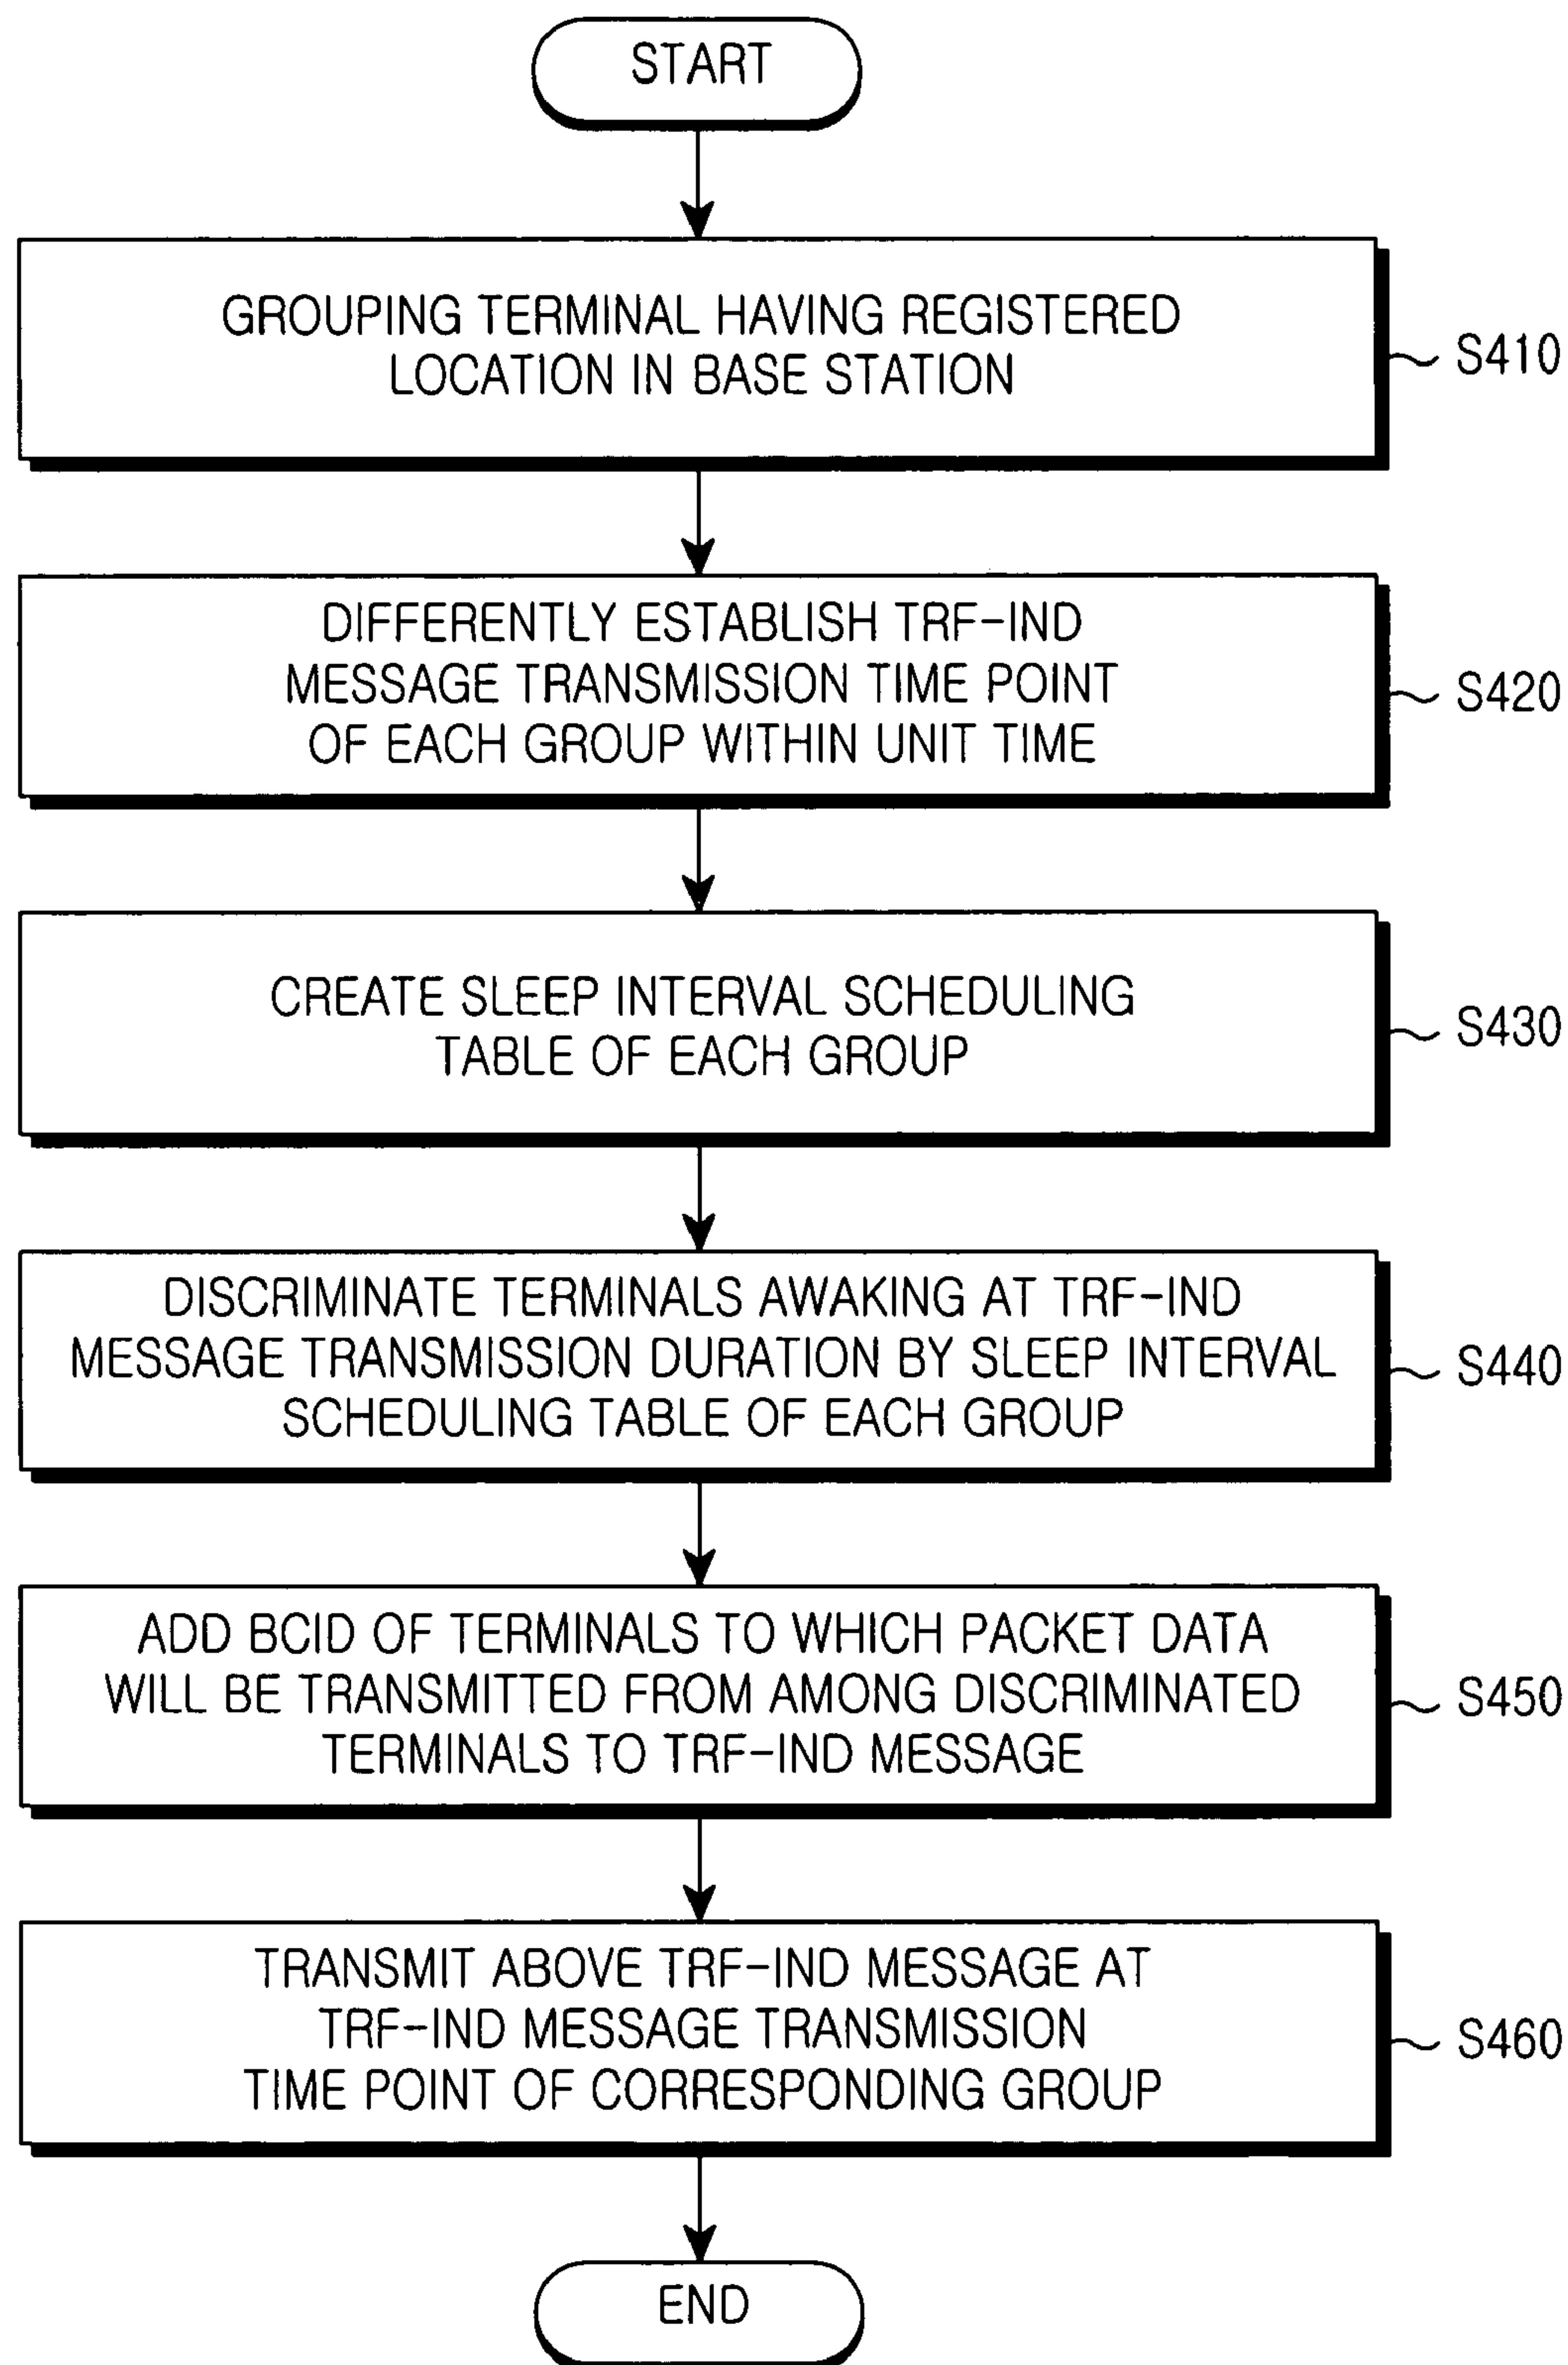 START
GROUPING TERMINAL HAVING REGISTERED
LOCATION IN BASE STATION
S410
DIFFERENTLY ESTABLISH TRF-IND
MESSAGE TRANSMISSION TIME POINT
OF EACH GROUP WITHIN UNIT TIME
S420
CREATE SLEEP INTERVAL SCHEDULING
TABLE OF EACH GROUP
S430
DISCRIMINATE TERMINALS AWAKING AT TRF-IND
MESSAGE TRANSMISSION DURATION BY SLEEP INTERVAL
SCHEDULING TABLE OF EACH GROUP
S440
ADD BCID OF TERMINALS TO WHICH PACKET DATA
WILL BE TRANSMITTED FROM AMONG DISCRIMINATED
TERMINALS TO TRF-IND MESSAGE
S450
TRANSMIT ABOVE TRF-IND MESSAGE AT
TRF-IND MESSAGE TRANSMISSION
TIME POINT OF CORRESPONDING GROUP
S460
END